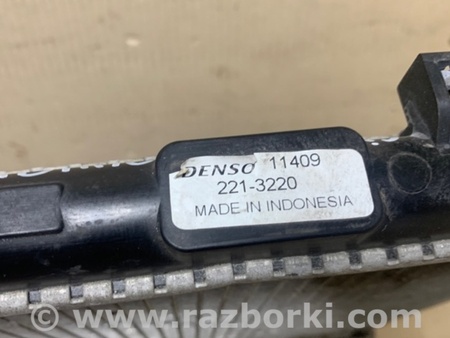 DENSO 11409
221-3220
MADE IN INDONESIA
© - www.razborki.com